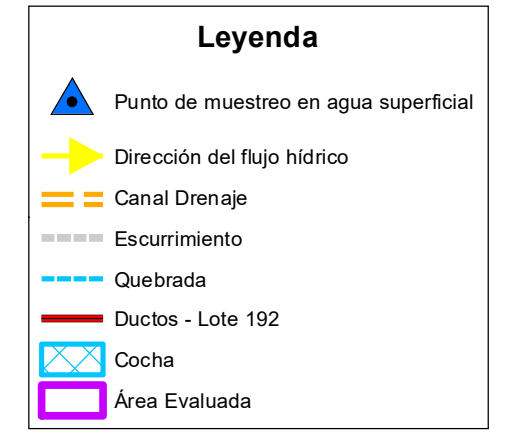 Leyenda
Punto de muestreo en agua superficial
Dirección del flujo hídrico
Canal Drenaje
Escurrimiento
Quebrada
Ductos - Lote 192
Cocha
Área Evaluada